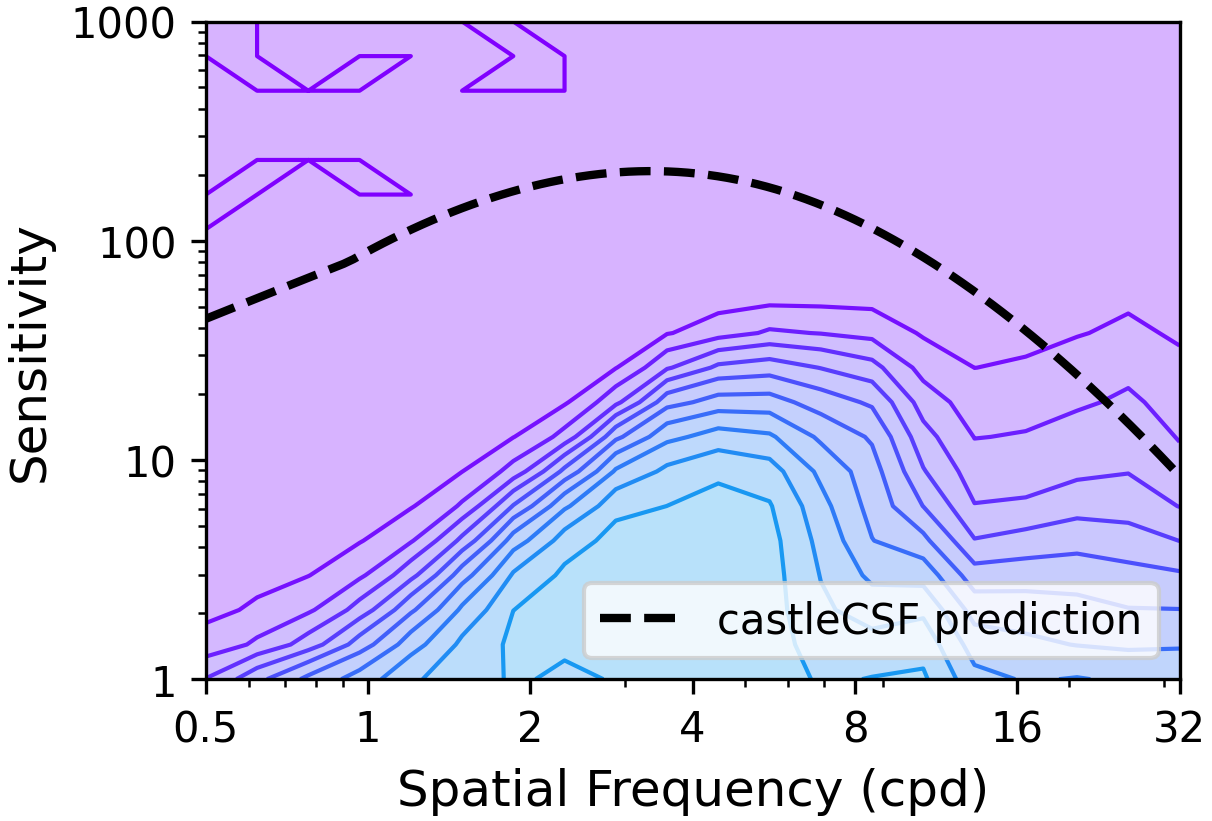 1000
100
10
1
Sensitivity
castleCSF prediction
0.5 1 2 4 8 16 32
Spatial Frequency (cpd)